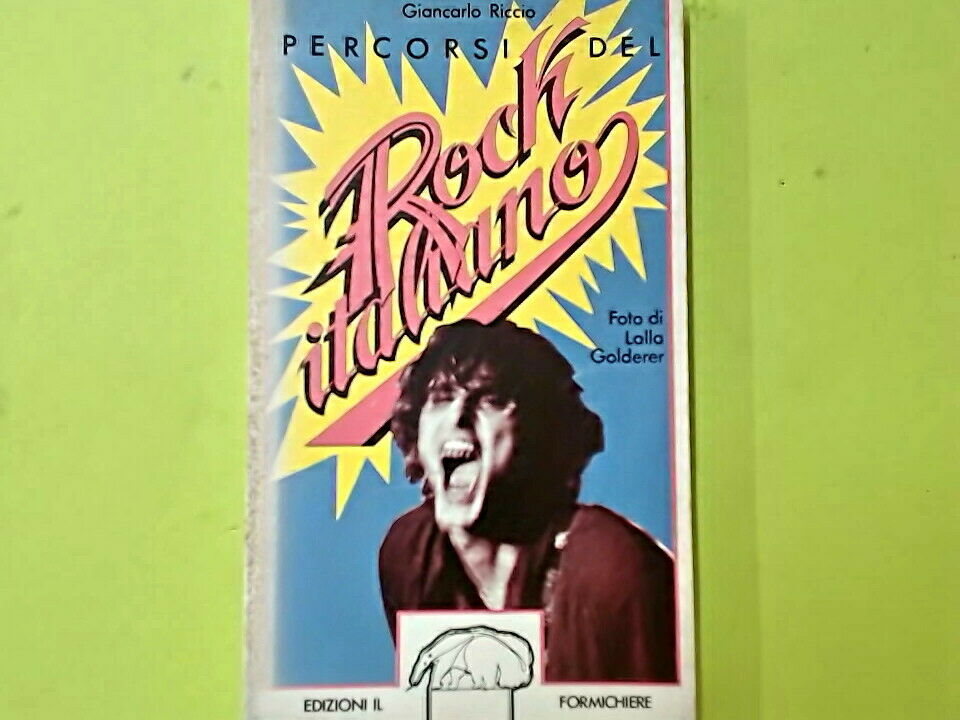 Giancarlo Riccio
PERCORSI DEL
Rock
italiano
Foto di
Lalla
Golderer
EDIZIONI IL FORMICHIERE